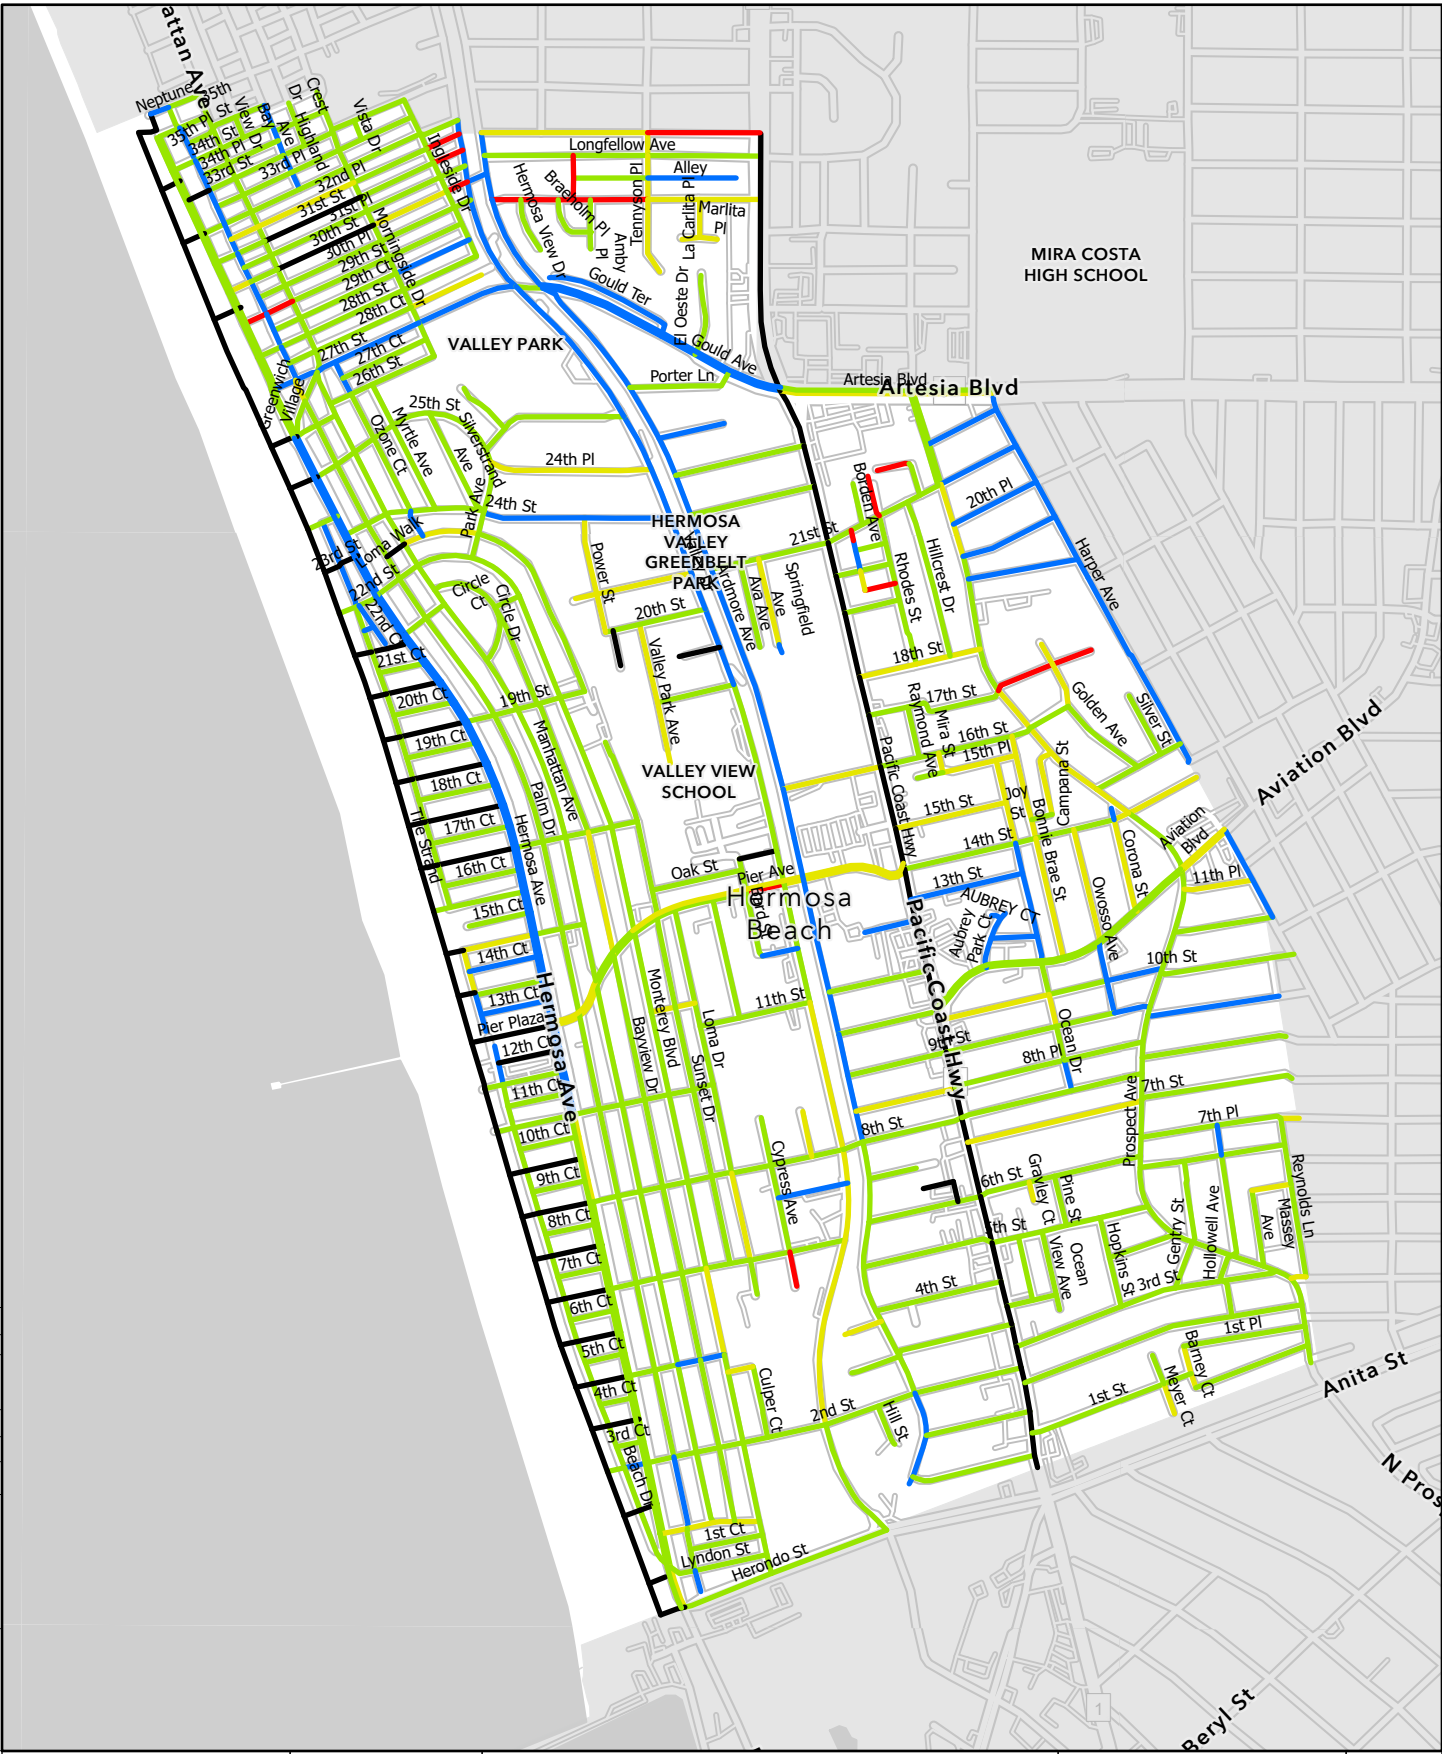 attan Ave
Neptune
35th
St
35th Pl
34th St
34th Pl
33rd St
View Dr
Bay
Ave
Dr
Crest
Highland
33rd Pl
Vista Dr
32nd Pl
31st St
31st Pl
30th St
30th Pl
29th St
29th Ct
28th St
28th Ct
27th St
27th Ct
26th St
Ingleside Dr
Morningside Dr
Greenwich
Village
Longfellow Ave
Alley
Hermosa View Dr
Braeholm Pl
Amby
Pl
Tennyson Pl
La Carlita Pl
Marlita
Pl
El Oeste Dr
Gould Ter
Gould Ave
Porter Ln
VALLEY PARK
MIRA COSTA
HIGH SCHOOL
Artesia Blvd
Artesia Blvd
25th St
Ozone Ct
Myrtle Ave
Silverstrand
Ave
Park Ave
24th Pl
24th St
23rd St
Loma Walk
22nd St
22nd Ct
21st Ct
20th Ct
19th Ct
18th Ct
17th Ct
16th Ct
15th Ct
14th Ct
13th Ct
Pier Plaza
12th Ct
11th Ct
10th Ct
9th Ct
8th Ct
7th Ct
6th Ct
5th Ct
4th Ct
3rd Ct
Beach Dr
1st Ct
Lyndon St
Herondo St
The Strand
Hermosa Ave
Hermosa Ave
Palm Dr
Manhattan Ave
Circle
Ct
Circle Dr
19th St
Power St
20th St
Valley Park Ave
HERMOSA
VALLEY
GREENBELT
PARK
Ardmore Ave
Ava Ave
Springfield
Ave
21st St
Borden Ave
Rhodes St
Hillcrest Dr
20th Pl
Harper Ave
18th St
17th St
Raymond Ave
Mira St
16th St
15th Pl
Golden Ave
Silver St
Campana St
Joy
St
15th St
14th St
13th St
Bonnie Brae St
Owosso Ave
Corona St
Aviation
Blvd
Aviation Blvd
11th Pl
AUBREY CT
Aubrey
Park Ct
10th St
Pacific Coast Hwy
Pacific Coast Hwy
VALLEY VIEW
SCHOOL
Oak St
Pier Ave
Bard St
Hermosa
Beach
11th St
Monterey Blvd
Bayview Dr
Loma Dr
Sunset Dr
9th St
8th Pl
Ocean Dr
8th St
7th St
7th Pl
Prospect Ave
6th St
5th St
Gravley Ct
Pine St
Ocean
View Ave
Hopkins St
Gentry St
Hollowell Ave
Massey
Ave
Reynolds Ln
Cypress Ave
4th St
3rd St
2nd St
Culper Ct
Hill St
1st Pl
1st St
Barney Ct
Meyer Ct
Anita St
N Pros
Beryl St
1